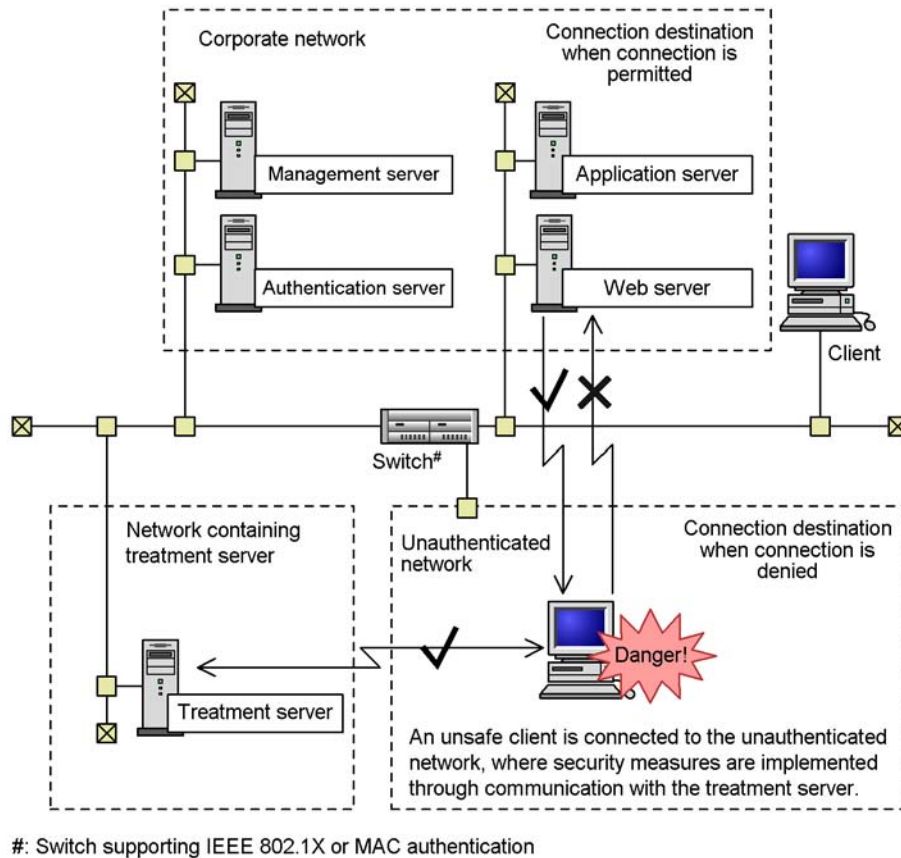 Corporate network
Connection destination
when connection is
permitted
Management server
Application server
Authentication server
Web server
Client
Switch#
Network containing
treatment server
Unauthenticated
network
Connection destination
when connection is
denied
Danger!
Treatment server
An unsafe client is connected to the unauthenticated
network, where security measures are implemented
through communication with the treatment server.
#: Switch supporting IEEE 802.1X or MAC authentication